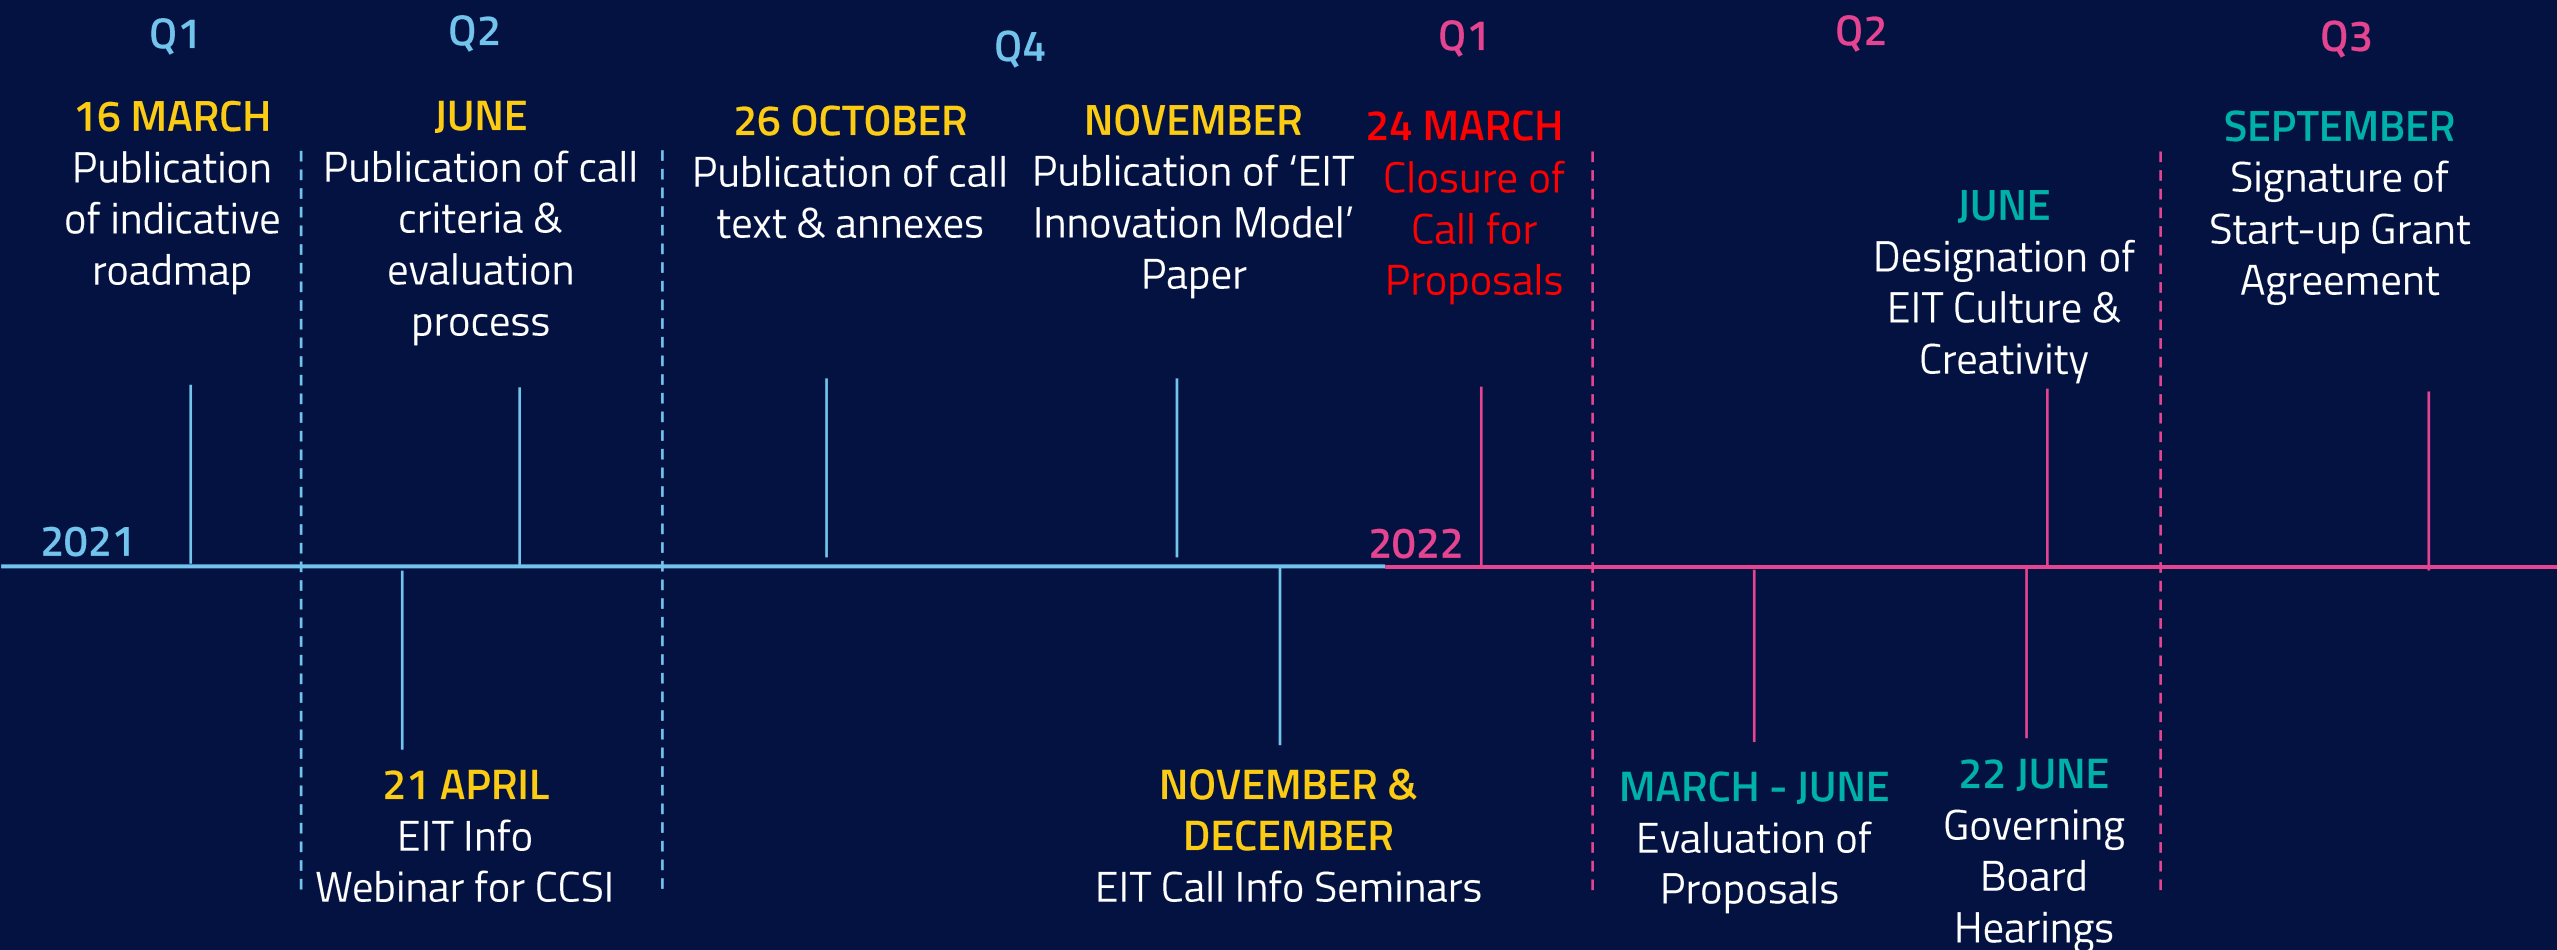 Q1
16 MARCH
Publication
of indicative
roadmap
Q2
JUNE
Publication of call
criteria &
evaluation
process
Q4
26 OCTOBER
Publication of call
text & annexes
NOVEMBER
Publication of ‘EIT
Innovation Model’
Paper
Q1
24 MARCH
Closure of
Call for
Proposals
Q2
JUNE
Designation of
EIT Culture &
Creativity
Q3
SEPTEMBER
Signature of
Start-up Grant
Agreement
2021
2022
21 APRIL
EIT Info
Webinar for CCSI
NOVEMBER &
DECEMBER
EIT Call Info Seminars
MARCH - JUNE
Evaluation of
Proposals
22 JUNE
Governing
Board
Hearings